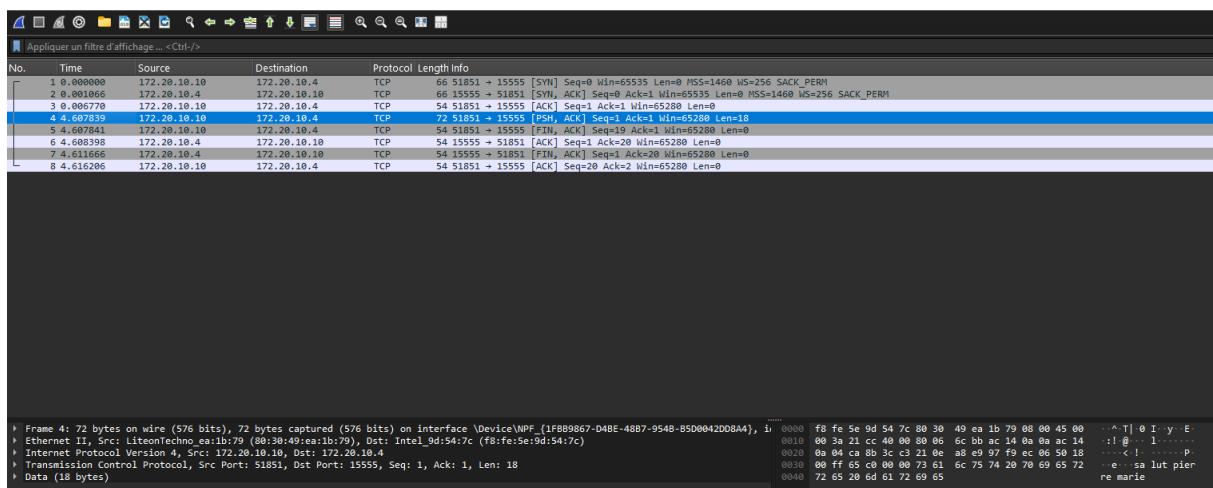 Appliquer un filtre d'affichage ... <Ctrl-/>
No. Time Source Destination Protocol Length Info
1 0.000000 172.20.10.10 172.20.10.4 TCP 66 51851 → 15555 [SYN] Seq=0 Win=65535 Len=0 MSS=1460 WS=256 SACK_PERM
2 0.001066 172.20.10.4 172.20.10.10 TCP 66 15555 → 51851 [SYN, ACK] Seq=0 Ack=1 Win=65535 Len=0 MSS=1460 WS=256 SACK_PERM
3 0.006770 172.20.10.10 172.20.10.4 TCP 54 51851 → 15555 [ACK] Seq=1 Ack=1 Win=65280 Len=0
4 4.607839 172.20.10.10 172.20.10.4 TCP 72 51851 → 15555 [PSH, ACK] Seq=1 Ack=1 Win=65280 Len=18
5 4.607841 172.20.10.10 172.20.10.4 TCP 54 51851 → 15555 [FIN, ACK] Seq=19 Ack=1 Win=65280 Len=0
6 4.608398 172.20.10.4 172.20.10.10 TCP 54 15555 → 51851 [ACK] Seq=1 Ack=20 Win=65280 Len=0
7 4.611666 172.20.10.4 172.20.10.10 TCP 54 15555 → 51851 [FIN, ACK] Seq=1 Ack=20 Win=65280 Len=0
8 4.616206 172.20.10.10 172.20.10.4 TCP 54 51851 → 15555 [ACK] Seq=20 Ack=2 Win=65280 Len=0
Frame 4: 72 bytes on wire (576 bits), 72 bytes captured (576 bits) on interface \Device\NPF_{1FBB9867-D4BE-48B7-954B-B5D0042DD8A4}, i
Ethernet II, Src: LiteonTechno_ea:1b:79 (80:30:49:ea:1b:79), Dst: Intel_9d:54:7c (f8:fe:5e:9d:54:7c)
Internet Protocol Version 4, Src: 172.20.10.10, Dst: 172.20.10.4
Transmission Control Protocol, Src Port: 51851, Dst Port: 15555, Seq: 1, Ack: 1, Len: 18
Data (18 bytes)
0000 f8 fe 5e 9d 54 7c 80 30 49 ea 1b 79 08 00 45 00 ··^·T|·0 I··y··E·
0010 00 3a 21 cc 40 00 80 06 6c bb ac 14 0a 0a ac 14 ·:!·@··· l·······
0020 0a 04 ca 8b 3c c3 21 0e a8 e9 97 f9 ec 06 50 18 ····<·!· ······P·
0030 00 ff 65 c0 00 00 73 61 6c 75 74 20 70 69 65 72 ··e···sa lut pier
0040 72 65 20 6d 61 72 69 65 re marie